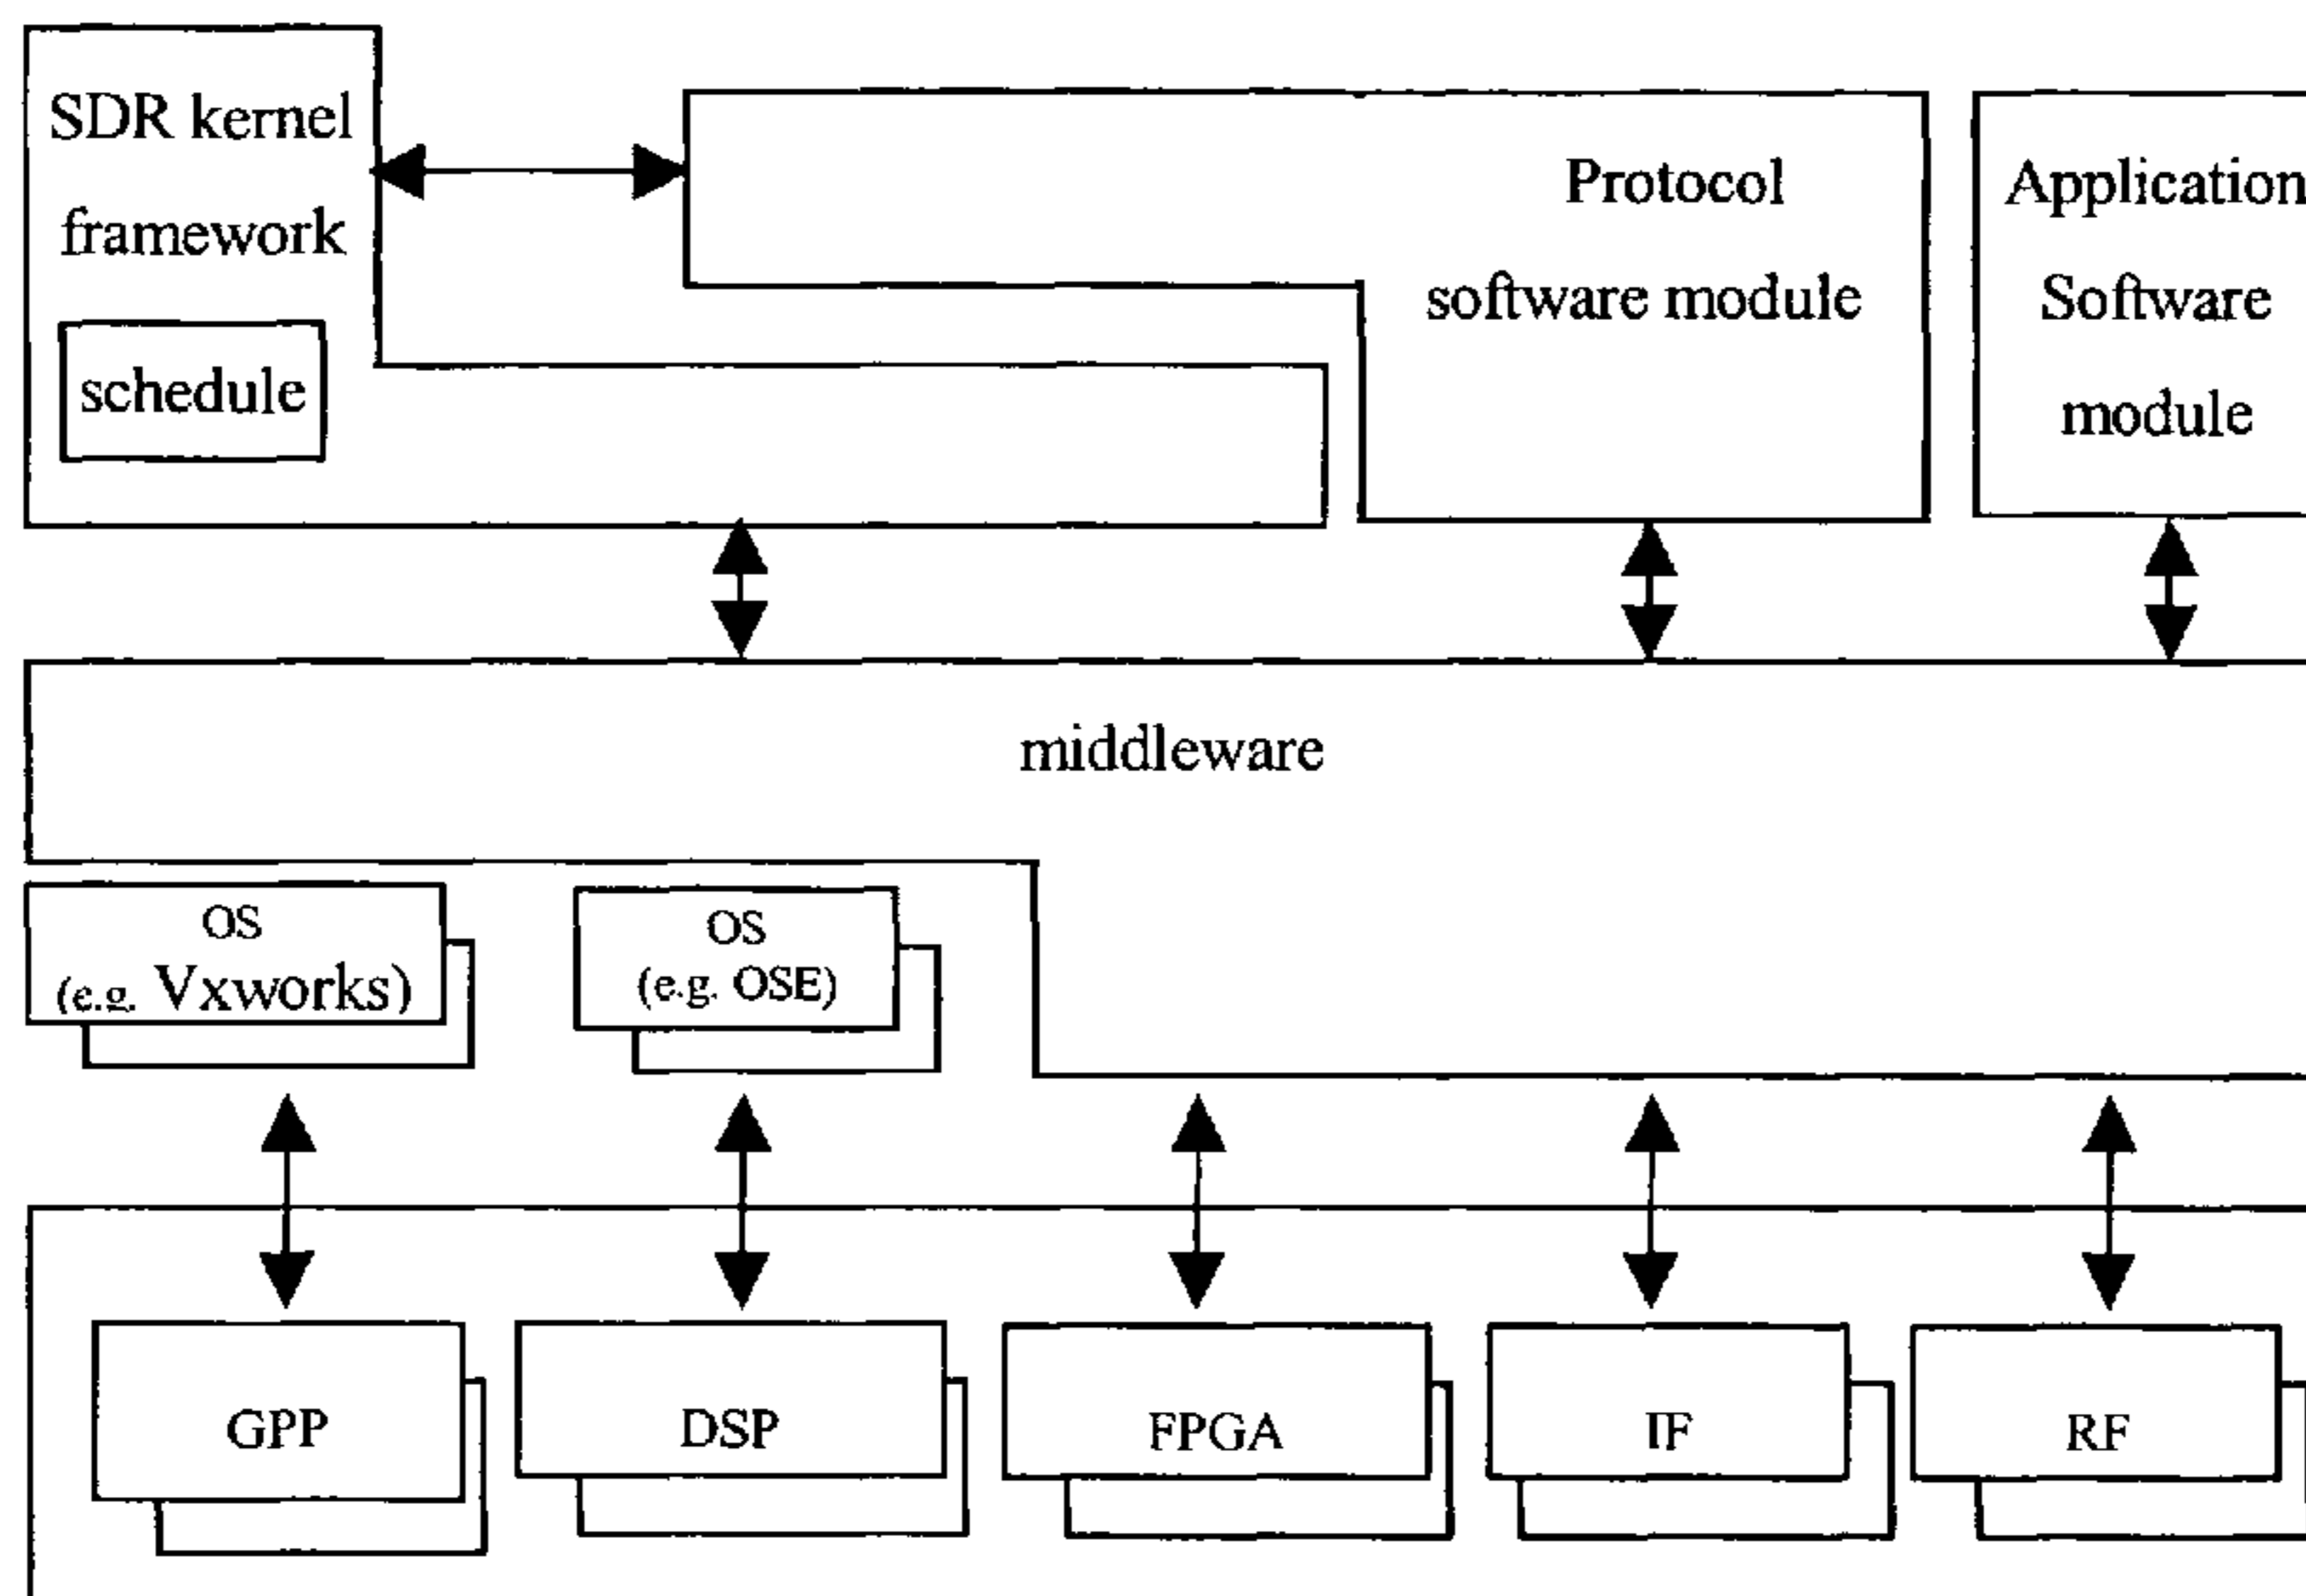 SDR kernel
framework
schedule
Protocol
software module
Application
Software
module
middleware
OS
(e.g. Vxworks)
OS
(e.g. OSE)
GPP
DSP
FPGA
IF
RF